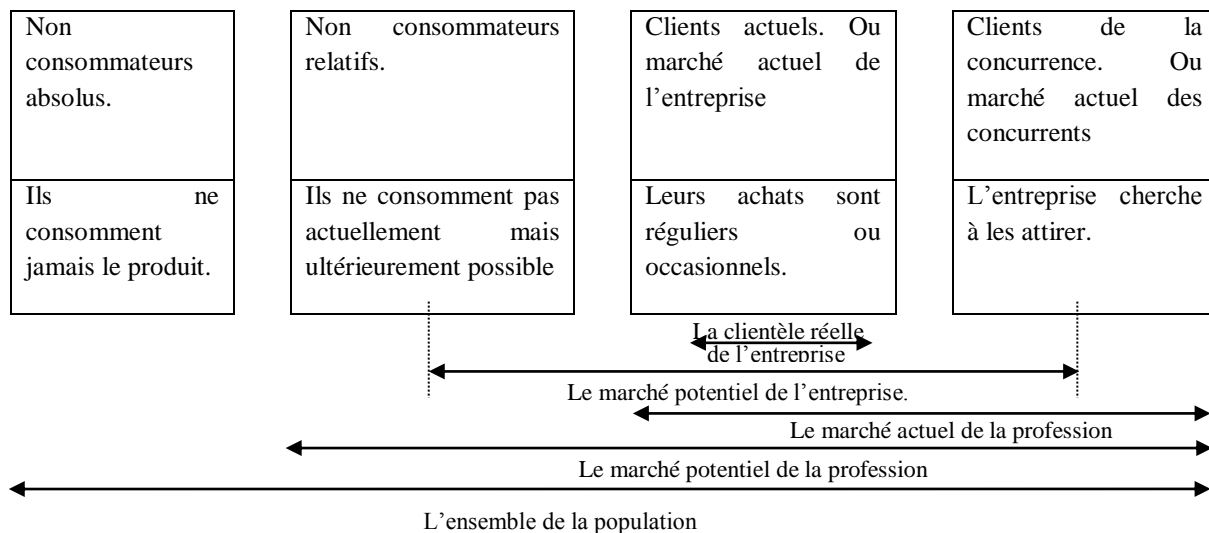 Non
consommateurs
absolus.
Non consommateurs
relatifs.
Clients actuels. Ou
marché actuel de
l’entreprise
Clients de la
concurrence. Ou
marché actuel des
concurrents
Ils ne
consomment
jamais le produit.
Ils ne consomment pas
actuellement mais
ultérieurement possible
Leurs achats sont
réguliers ou
occasionnels.
L’entreprise cherche
à les attirer.
La clientèle réelle
de l’entreprise
Le marché potentiel de l’entreprise.
Le marché actuel de la profession
Le marché potentiel de la profession
L’ensemble de la population